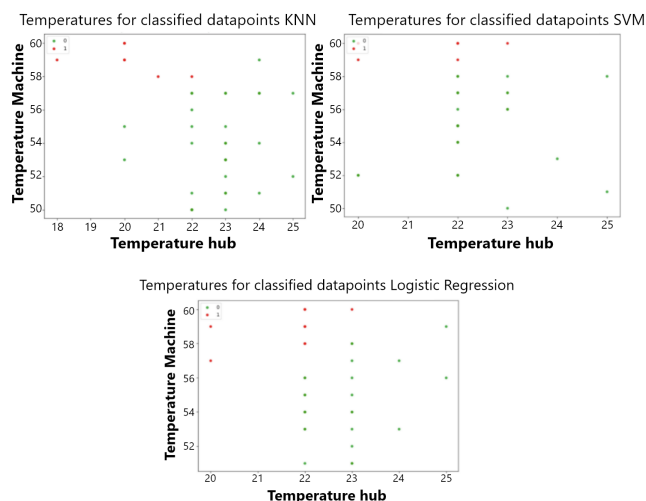 Temperatures for classified datapoints KNN
0
1
Temperature Machine
60
58
56
54
52
50
18 19 20 21 22 23 24 25
Temperature hub
Temperatures for classified datapoints SVM
0
1
Temperature Machine
60
58
56
54
52
50
20 21 22 23 24 25
Temperature hub
Temperatures for classified datapoints Logistic Regression
0
1
Temperature Machine
60
58
56
54
52
20 21 22 23 24 25
Temperature hub